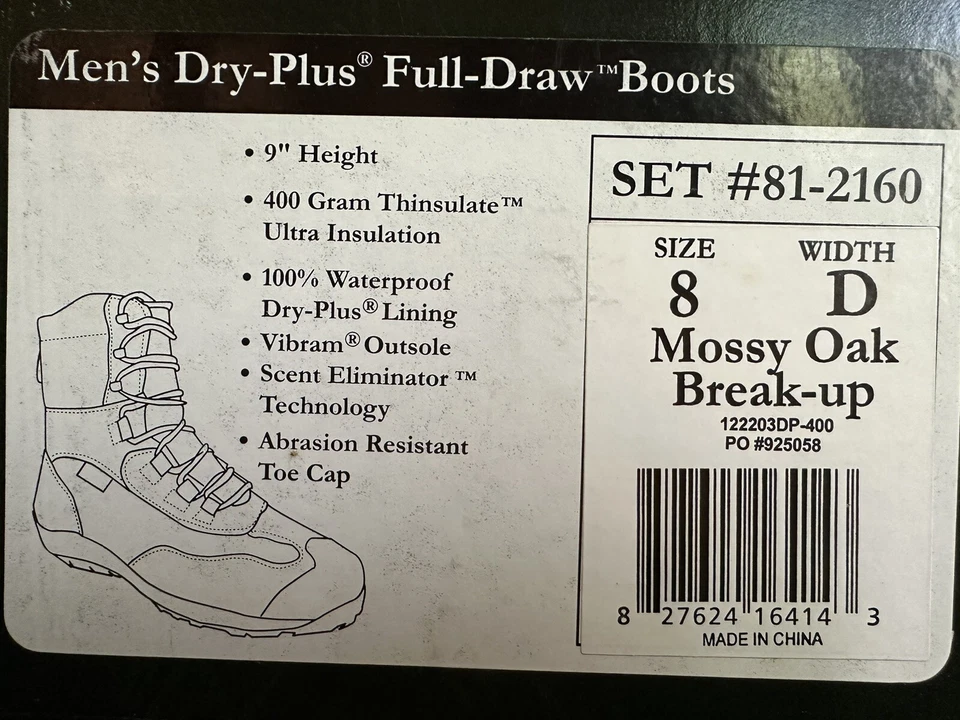 Men's Dry-Plus® Full-Draw™ Boots
• 9" Height
• 400 Gram Thinsulate™
Ultra Insulation
• 100% Waterproof
Dry-Plus® Lining
• Vibram® Outsole
• Scent Eliminator™
Technology
• Abrasion Resistant
Toe Cap
SET #81-2160
SIZE WIDTH
8 D
Mossy Oak
Break-up
122203DP-400
PO #925058
8 27624 16414 3
MADE IN CHINA